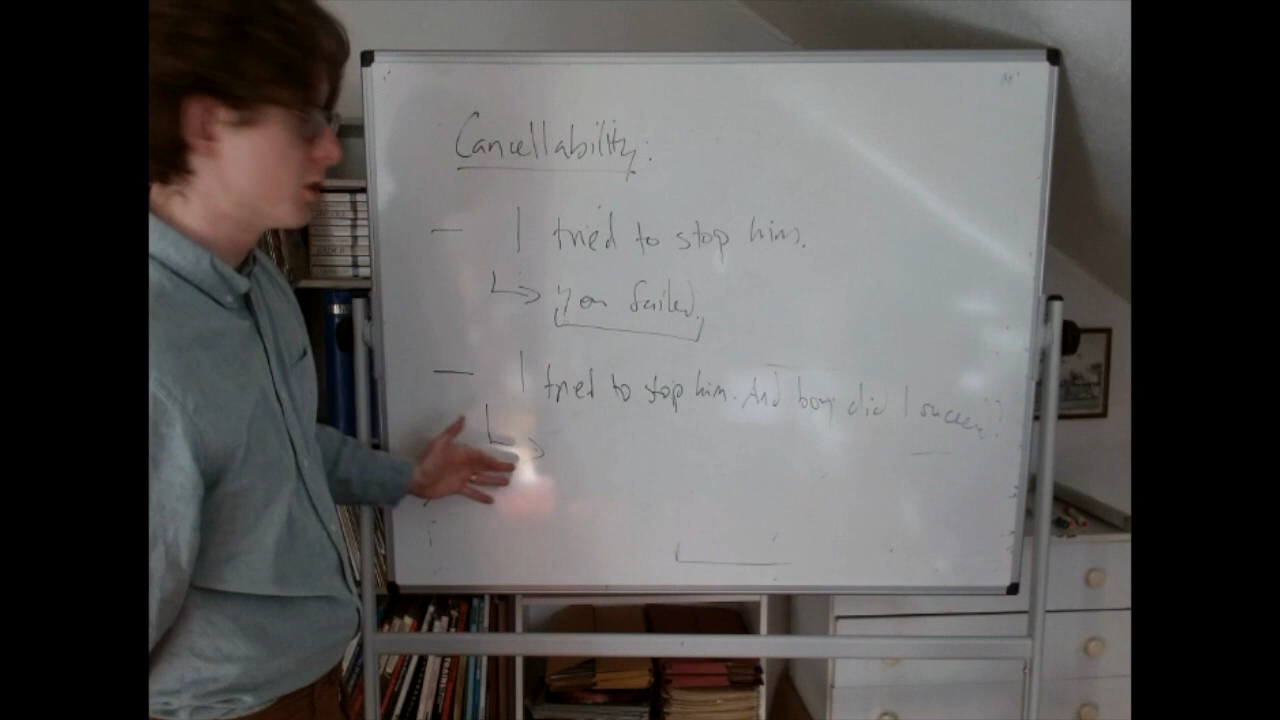 Cancellability:
— I tried to stop him.
↳ You failed.
— I tried to stop him. And boy did I succeed!
↳